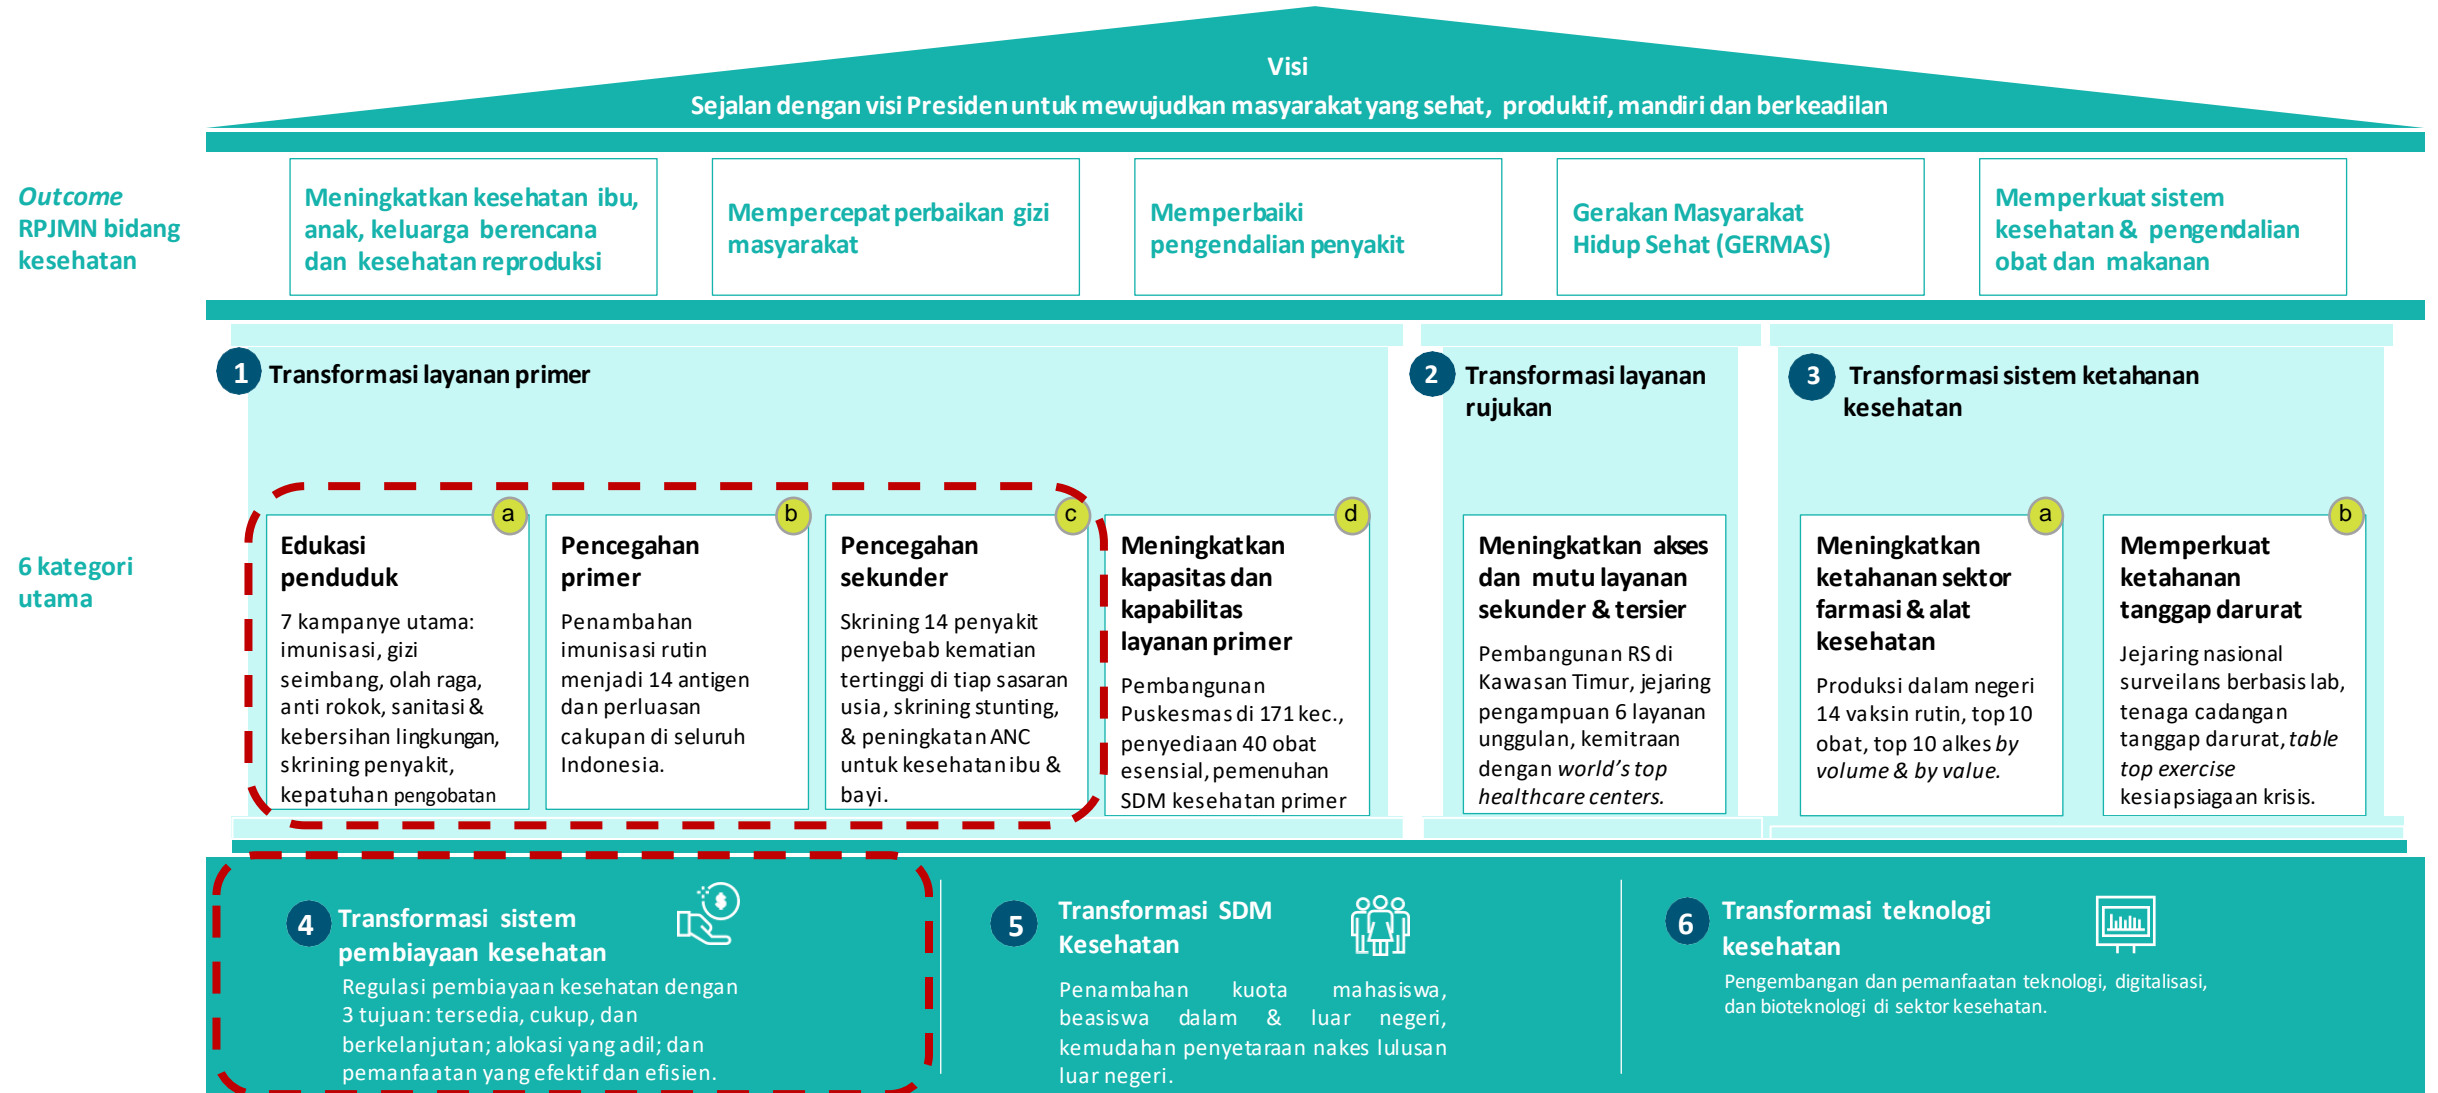 Visi
Sejalan dengan visi Presiden untuk mewujudkan masyarakat yang sehat, produktif, mandiri dan berkeadilan
Outcome
RPJMN bidang
kesehatan
Meningkatkan kesehatan ibu,
anak, keluarga berencana
dan kesehatan reproduksi
Mempercepat perbaikan gizi
masyarakat
Memperbaiki
pengendalian penyakit
Gerakan Masyarakat
Hidup Sehat (GERMAS)
Memperkuat sistem
kesehatan & pengendalian
obat dan makanan
6 kategori
utama
1
Transformasi layanan primer
a
Edukasi
penduduk
7 kampanye utama:
imunisasi, gizi
seimbang, olah raga,
anti rokok, sanitasi &
kebersihan lingkungan,
skrining penyakit,
kepatuhan pengobatan
b
Pencegahan
primer
Penambahan
imunisasi rutin
menjadi 14 antigen
dan perluasan
cakupan di seluruh
Indonesia.
c
Pencegahan
sekunder
Skrining 14 penyakit
penyebab kematian
tertinggi di tiap sasaran
usia, skrining stunting,
& peningkatan ANC
untuk kesehatan ibu &
bayi.
d
Meningkatkan
kapasitas dan
kapabilitas
layanan primer
Pembangunan
Puskesmas di 171 kec.,
penyediaan 40 obat
esensial, pemenuhan
SDM kesehatan primer
2
Transformasi layanan
rujukan
Meningkatkan akses
dan mutu layanan
sekunder & tersier
Pembangunan RS di
Kawasan Timur, jejaring
pengampuan 6 layanan
unggulan, kemitraan
dengan world's top
healthcare centers.
3
Transformasi sistem ketahanan
kesehatan
a
Meningkatkan
ketahanan sektor
farmasi & alat
kesehatan
Produksi dalam negeri
14 vaksin rutin, top 10
obat, top 10 alkes by
volume & by value.
b
Memperkuat
ketahanan
tanggap darurat
Jejaring nasional
surveilans berbasis lab,
tenaga cadangan
tanggap darurat, table
top exercise
kesiapsiagaan krisis.
4
Transformasi sistem
pembiayaan kesehatan
Regulasi pembiayaan kesehatan dengan
3 tujuan: tersedia, cukup, dan
berkelanjutan; alokasi yang adil; dan
pemanfaatan yang efektif dan efisien.
5
Transformasi SDM
Kesehatan
Penambahan kuota mahasiswa,
beasiswa dalam & luar negeri,
kemudahan penyetaraan nakes lulusan
luar negeri.
6
Transformasi teknologi
kesehatan
Pengembangan dan pemanfaatan teknologi, digitalisasi,
dan bioteknologi di sektor kesehatan.